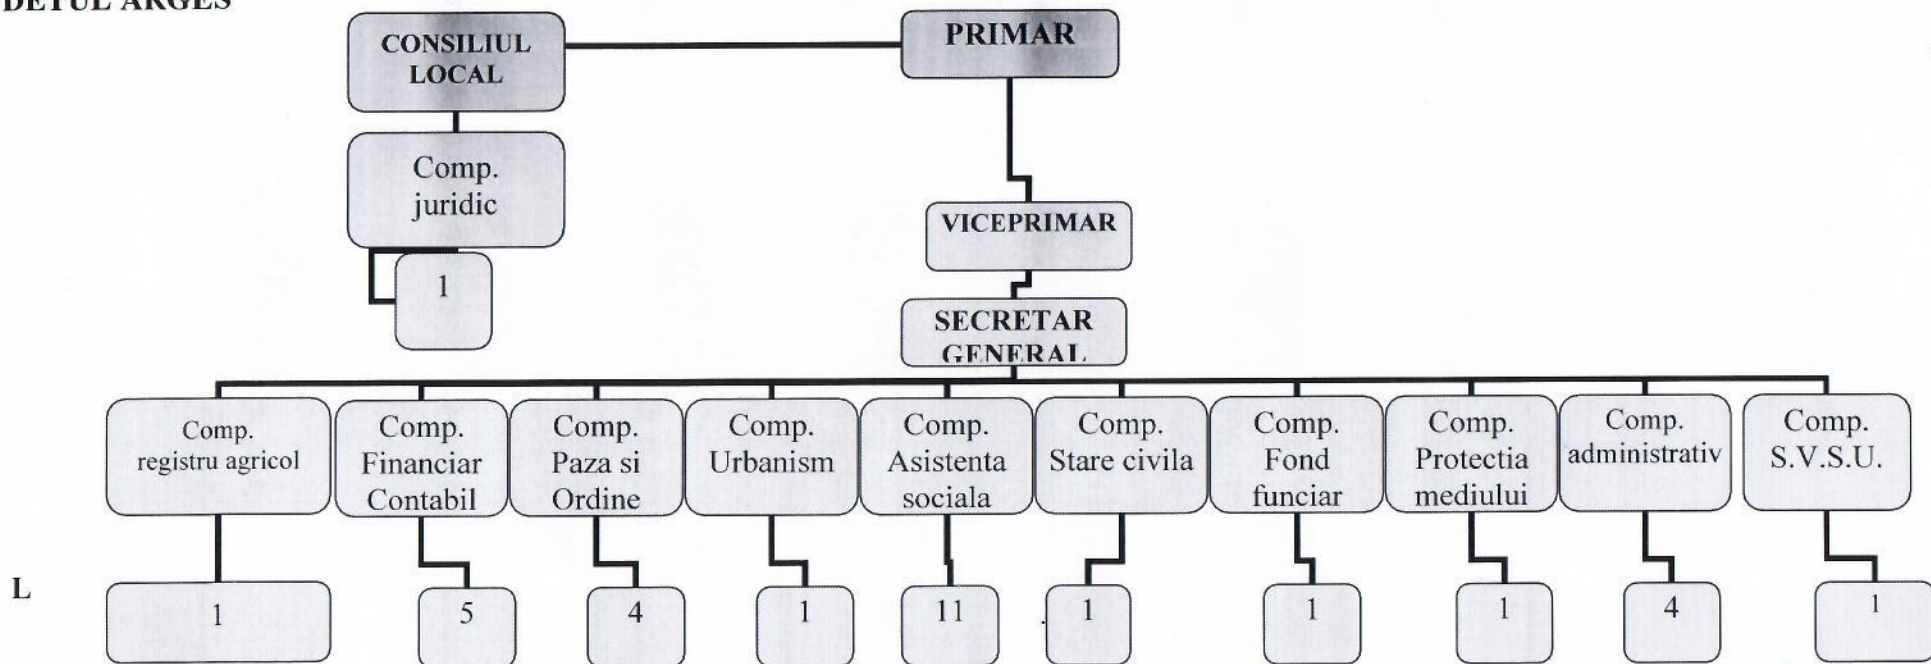 DETUL ARGES
CONSILIUL
LOCAL
PRIMAR
Comp.
juridic
1
VICEPRIMAR
SECRETAR
GENERAL
Comp.
registru agricol
Comp.
Financiar
Contabil
Comp.
Paza si
Ordine
Comp.
Urbanism
Comp.
Asistenta
sociala
Comp.
Stare civila
Comp.
Fond
funciar
Comp.
Protectia
mediului
Comp.
administrativ
Comp.
S.V.S.U.
L
1
5
4
1
11
1
1
1
4
1